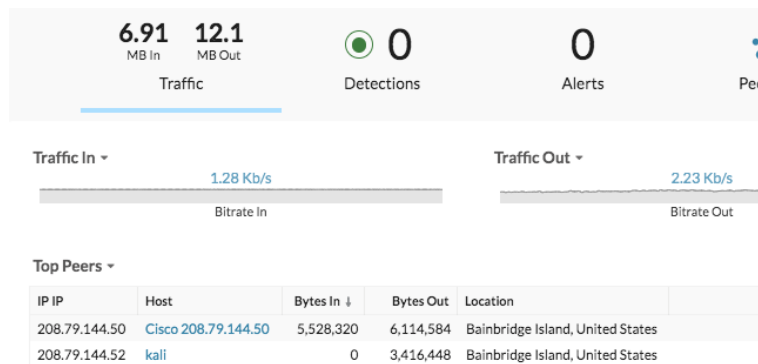 6.91 12.1 0 0
MB In MB Out
Traffic Detections Alerts
Traffic In Traffic Out
1.28 Kb/s 2.23 Kb/s
Bitrate In Bitrate Out
Top Peers
IP IP Host Bytes In ↓ Bytes Out Location
208.79.144.50 Cisco 208.79.144.50 5,528,320 6,114,584 Bainbridge Island, United States
208.79.144.52 kali 0 3,416,448 Bainbridge Island, United States